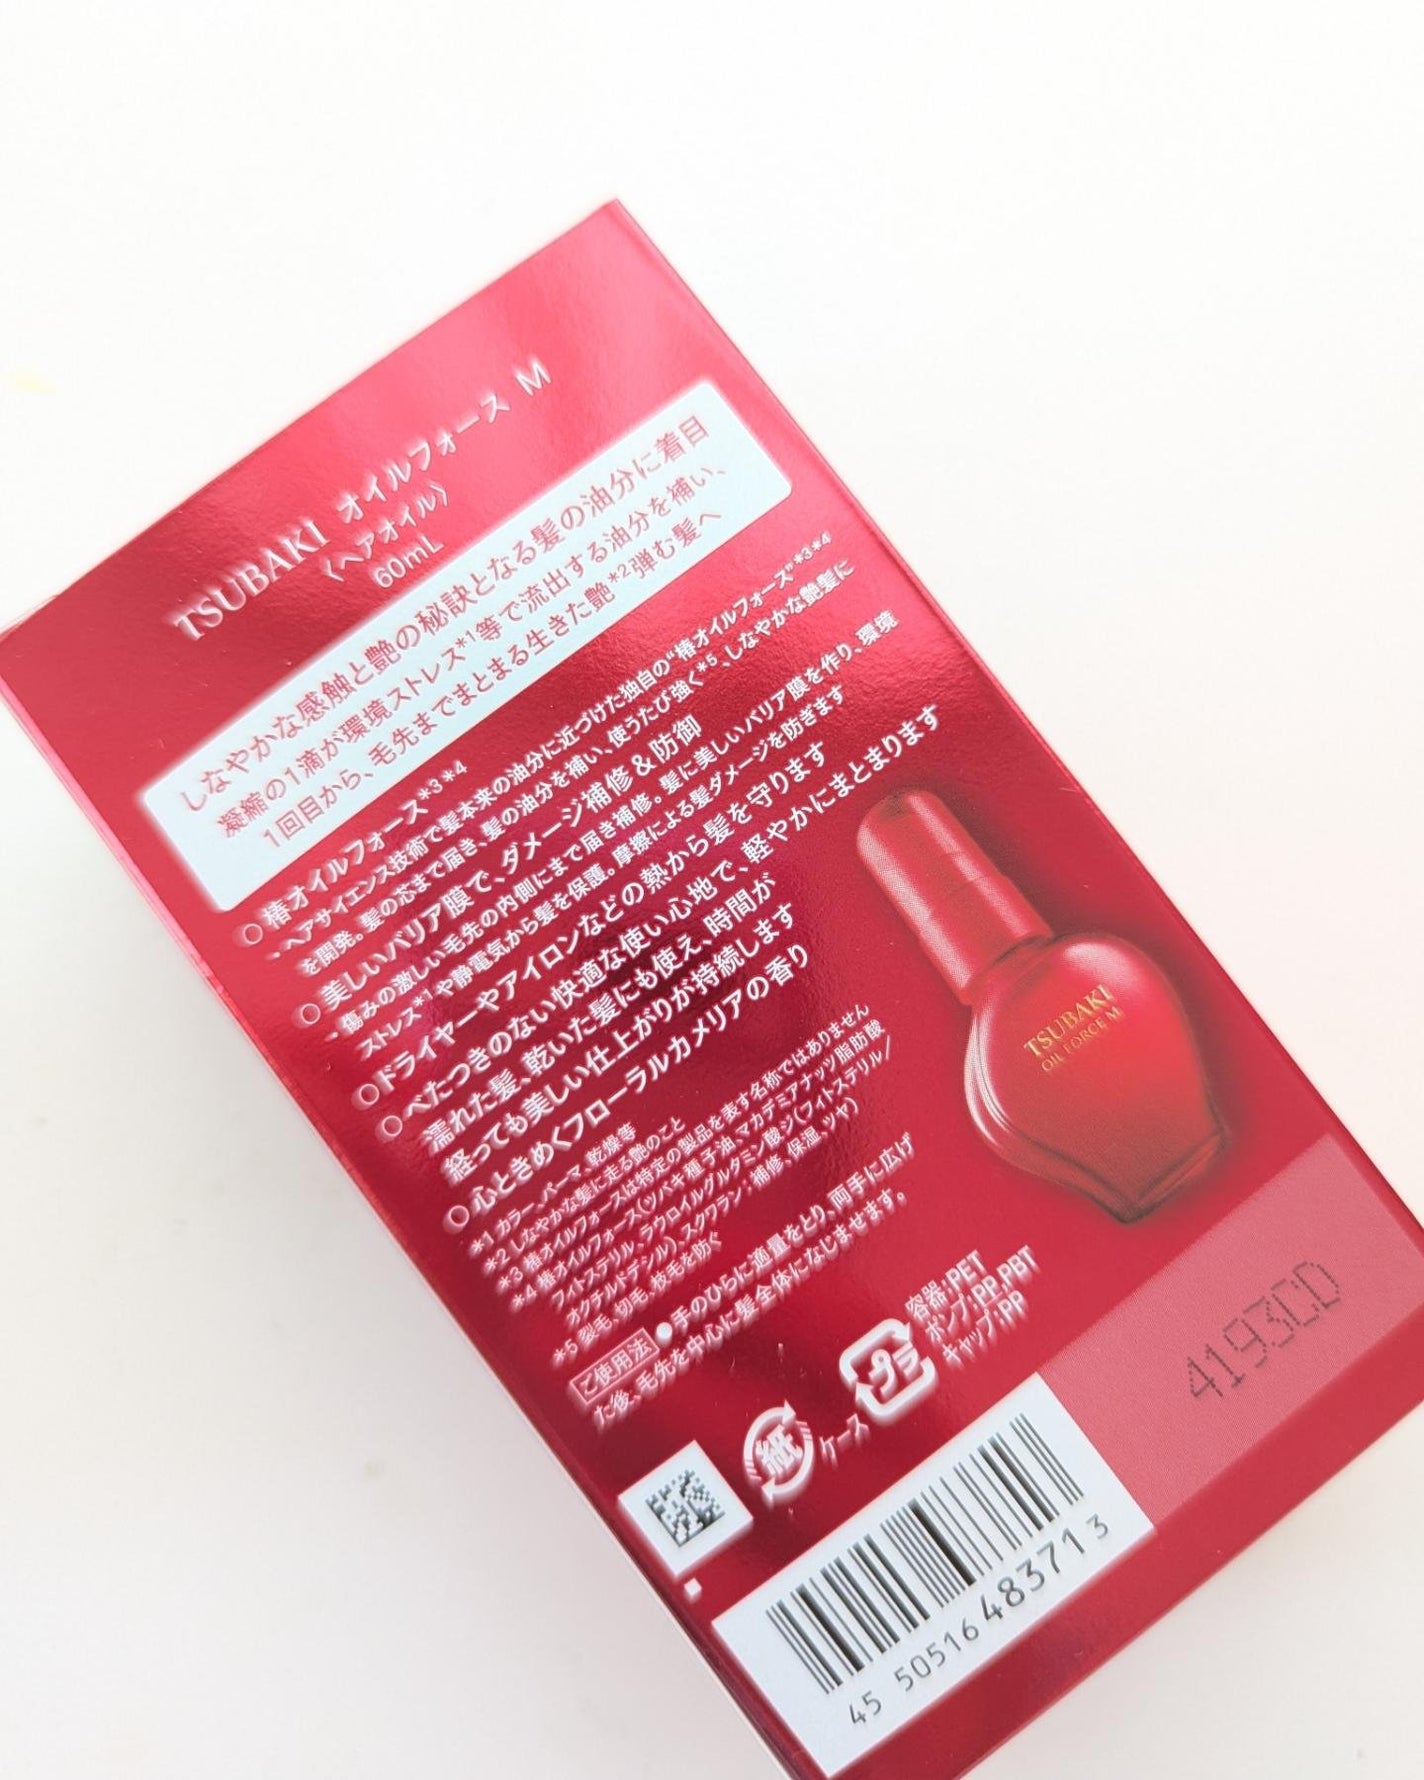 TSUBAKI オイルフォース M
〈ヘアオイル〉
60mL
しなやかな感触と艶の秘訣となる髪の油分に着目
凝縮の1滴が環境ストレス*1等で流出する油分を補い、
1回目から、毛先までまとまる生きた艶*2弾む髪へ
○ 椿オイルフォース*3*4
・ヘアサイエンス技術で髪本来の油分に近づけた独自の"椿オイルフォース"*3*4
を開発。髪の芯まで届き、髪の油分を補い、使うたび強く*5、しなやかな艶髪に
○ 美しいバリア膜で、ダメージ補修&防御
・傷みの激しい毛先の内側にまで届き補修。髪に美しいバリア膜を作り、環境
ストレス*1や静電気から髪を保護。摩擦による髪ダメージを防ぎます
○ドライヤーやアイロンなどの熱から髪を守ります
○ べたつきのない快適な使い心地で、軽やかにまとまります
濡れた髪、乾いた髪にも使え、時間が
経っても美しい仕上がりが持続します
○心ときめくフローラルカメリアの香り
*1 カラー、パーマ、乾燥等
*2 しなやかな髪に走る艶のこと
*3 椿オイルフォースは特定の製品を表す名称ではありません
*4 椿オイルフォース(ツバキ種子油、マカデミアナッツ脂肪酸
フィトステリル、ラウロイルグルタミン酸ジ(フィトステリル/
オクチルドデシル)、スクワラン:補修、保湿、ツヤ)
*5 裂毛、切毛、枝毛を防ぐ
ご使用法 ●手のひらに適量をとり、両手に広げ
た後、毛先を中心に髪全体になじませます。
紙
ケース
プラ
容器:PET
ポンプ:PP,PBT
キャップ:PP
TSUBAKI
OIL FORCE M
4193CD
45 50516 48371 3